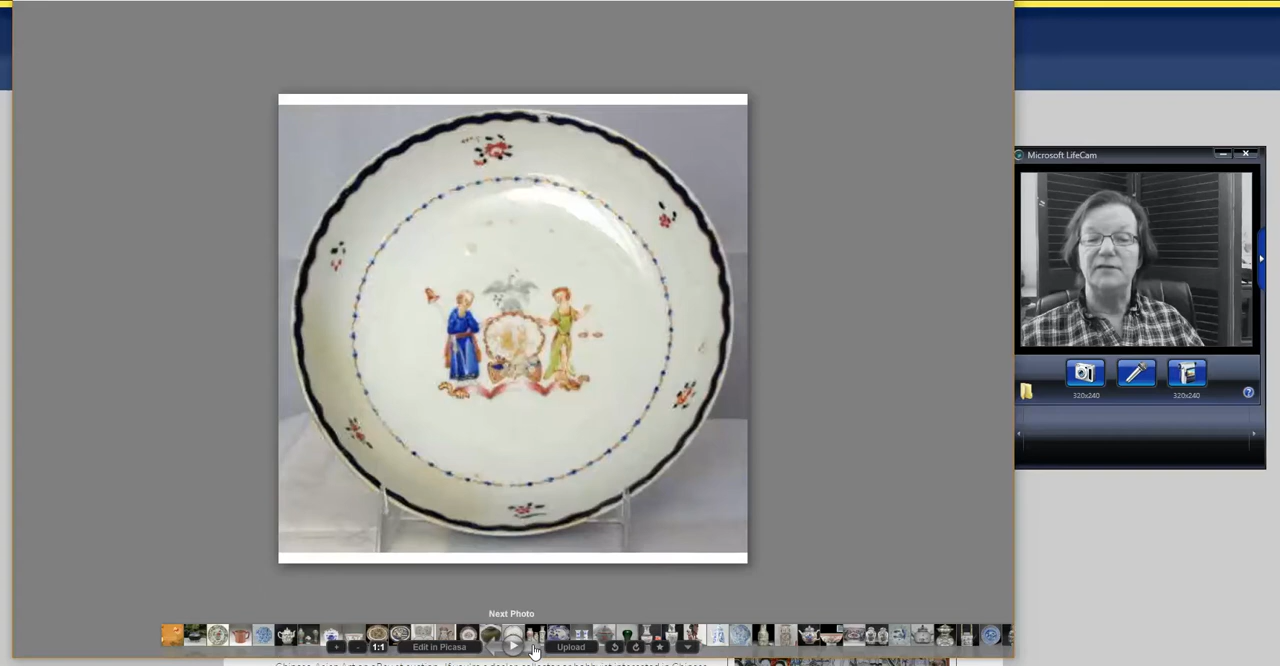 Microsoft LifeCam
320x240
320x240
Next Photo
1:1
Edit in Picasa
Upload